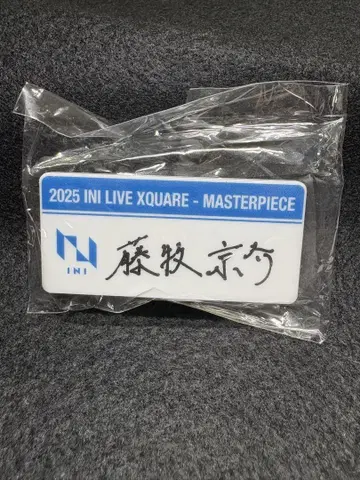 2025 INI LIVE XQUARE - MASTERPIECE
INI
藤牧 京介